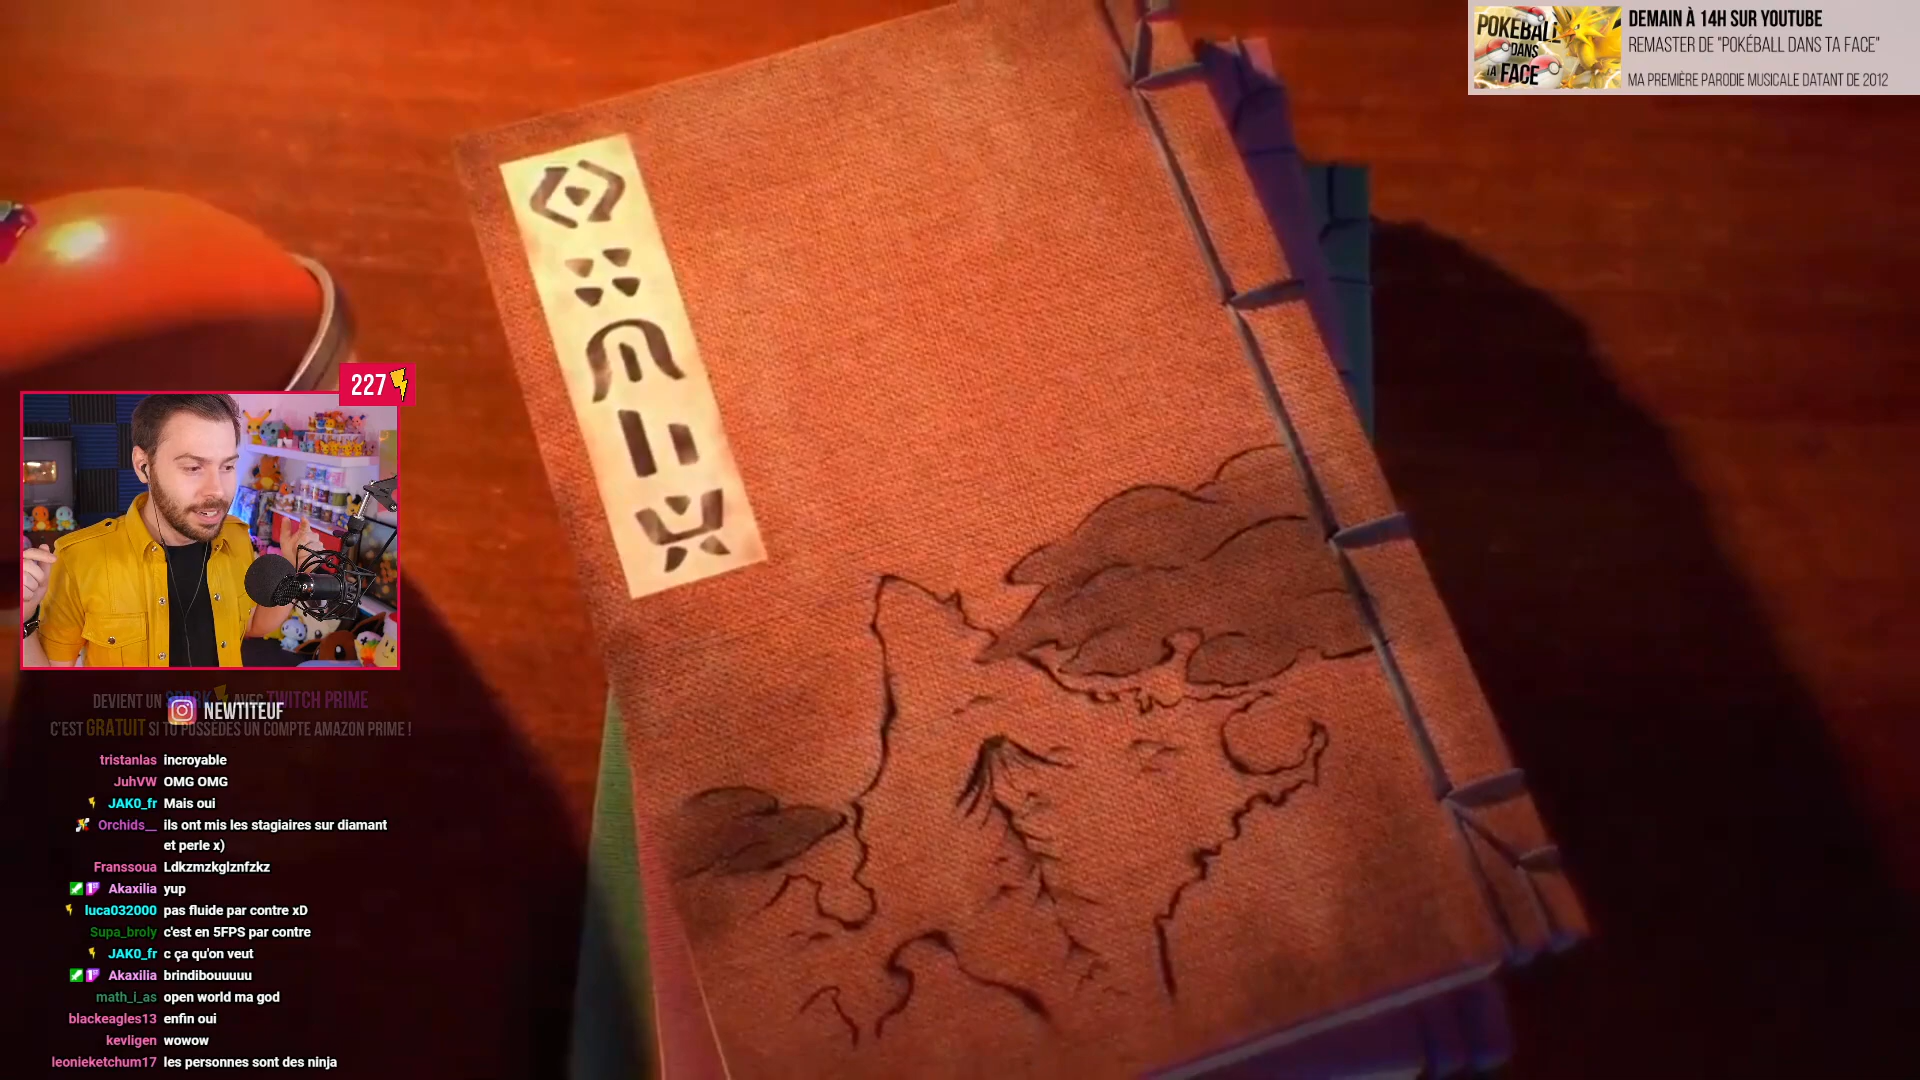 POKÉBALL
DANS
TA FACE
DEMAIN À 14H SUR YOUTUBE
REMASTER DE "POKÉBALL DANS TA FACE"
MA PREMIÈRE PARODIE MUSICALE DATANT DE 2012
227
DEVIENT UN SPARK AVEC TWITCH PRIME
NEWTITEUF
C'EST GRATUIT SI TU POSSÈDES UN COMPTE AMAZON PRIME !
tristanlas incroyable
JuhVW OMG OMG
JAK0_fr Mais oui
Orchids__ ils ont mis les stagiaires sur diamant
et perle x)
Franssoua Ldkzmzkglznfzkz
Akaxilia yup
luca032000 pas fluide par contre xD
Supa_broly c'est en 5FPS par contre
JAK0_fr c ça qu'on veut
Akaxilia brindibouuuuu
math_i_as open world ma god
blackeagles13 enfin oui
kevligen wowow
leonieketchum17 les personnes sont des ninja